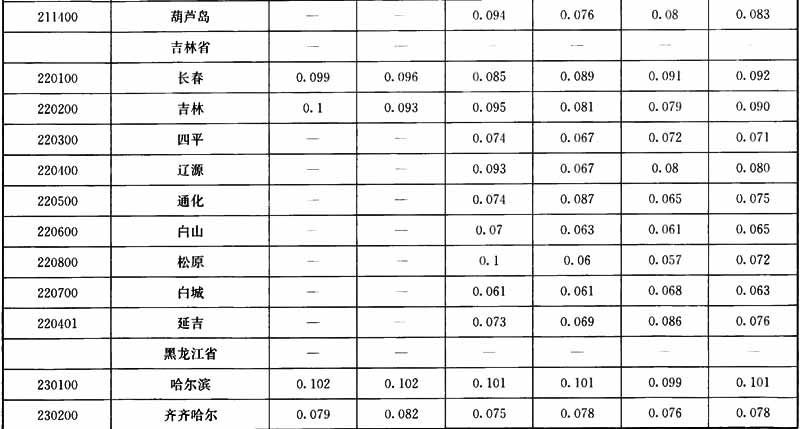 211400 葫芦岛 — — 0.094 0.076 0.08 0.083
吉林省 — — — — — —
220100 长春 0.099 0.096 0.085 0.089 0.091 0.092
220200 吉林 0.1 0.093 0.095 0.081 0.079 0.090
220300 四平 — — 0.074 0.067 0.072 0.071
220400 辽源 — — 0.093 0.067 0.08 0.080
220500 通化 — — 0.074 0.087 0.065 0.075
220600 白山 — — 0.07 0.063 0.061 0.065
220800 松原 — — 0.1 0.06 0.057 0.072
220700 白城 — — 0.061 0.061 0.068 0.063
220401 延吉 — — 0.073 0.069 0.086 0.076
黑龙江省 — — — — — —
230100 哈尔滨 0.102 0.102 0.101 0.101 0.099 0.101
230200 齐齐哈尔 0.079 0.082 0.075 0.078 0.076 0.078